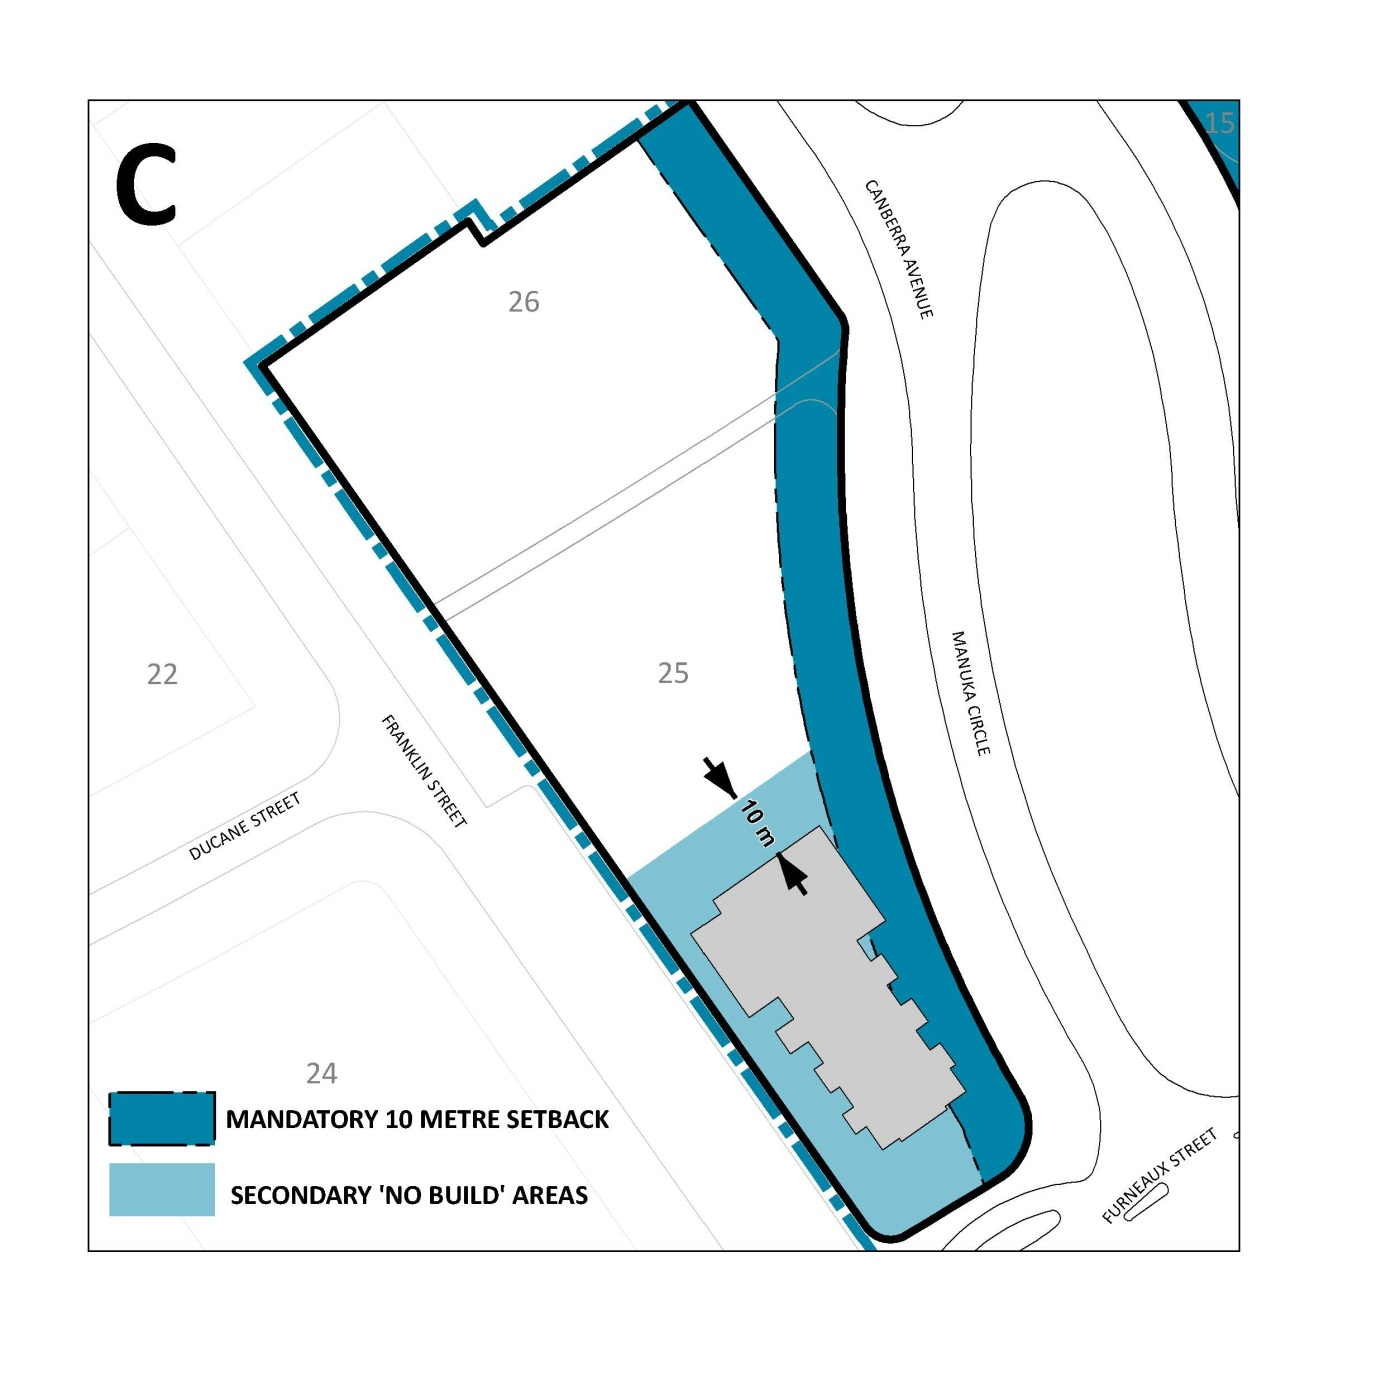 C
15
CANBERRA AVENUE
26
25
22
MANUKA CIRCLE
FRANKLIN STREET
10 m
DUCANE STREET
24
MANDATORY 10 METRE SETBACK
FURNEAUX STREET
SECONDARY 'NO BUILD' AREAS